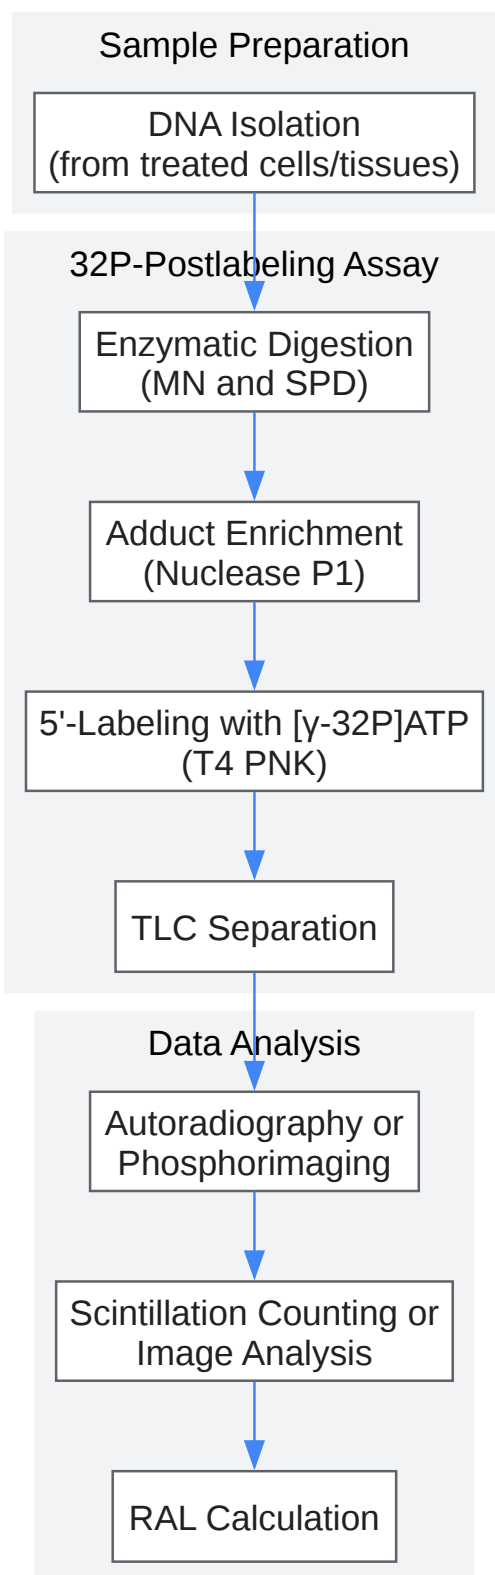 Sample Preparation
DNA Isolation
(from treated cells/tissues)
32P-Postlabeling Assay
Enzymatic Digestion
(MN and SPD)
Adduct Enrichment
(Nuclease P1)
5'-Labeling with [γ-32P]ATP
(T4 PNK)
TLC Separation
Data Analysis
Autoradiography or
Phosphorimaging
Scintillation Counting or
Image Analysis
RAL Calculation